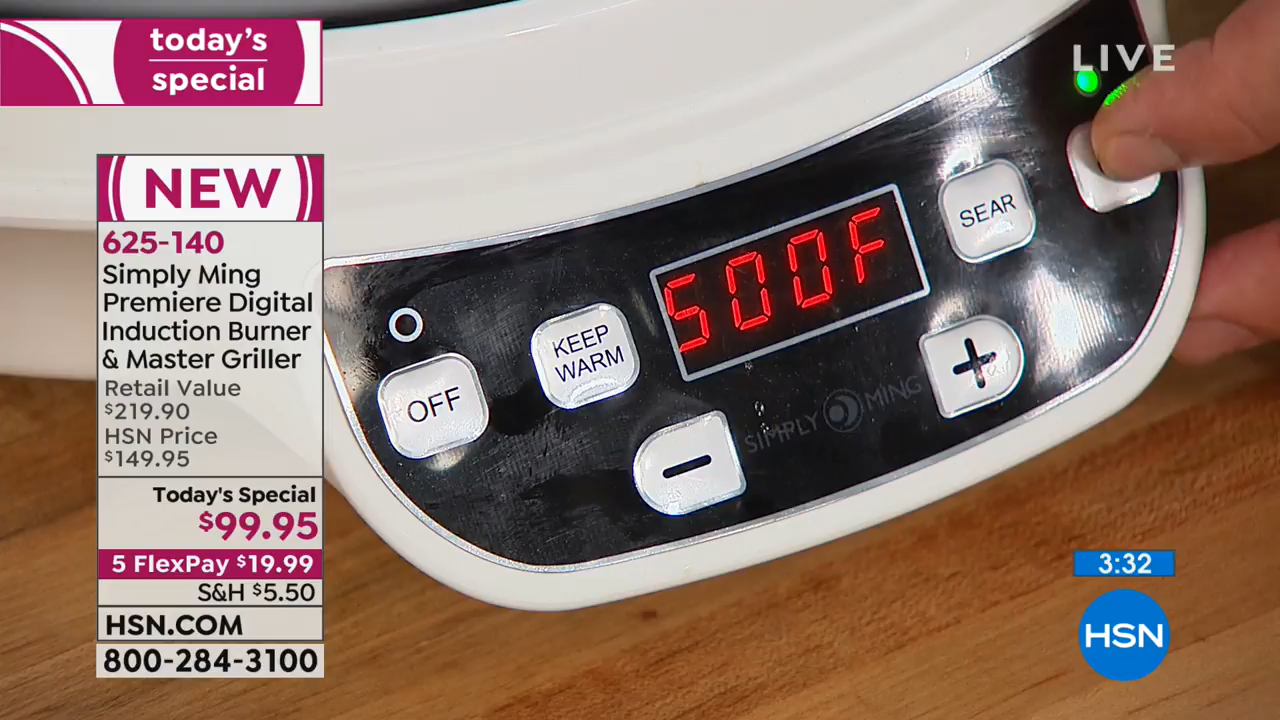 today's
special
LIVE
NEW
625-140
Simply Ming
Premiere Digital
Induction Burner
& Master Griller
Retail Value
$219.90
HSN Price
$149.95
Today's Special
$99.95
5 FlexPay $19.99
S&H $5.50
HSN.COM
800-284-3100
OFF
KEEP
WARM
500F
SEAR
−
+
SIMPLY MING
3:32
HSN